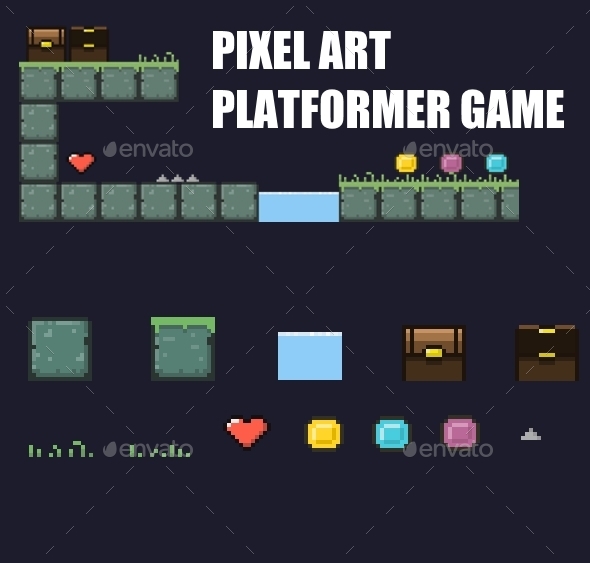 PIXEL ART
PLATFORMER GAME
envato
envato
envato
envato